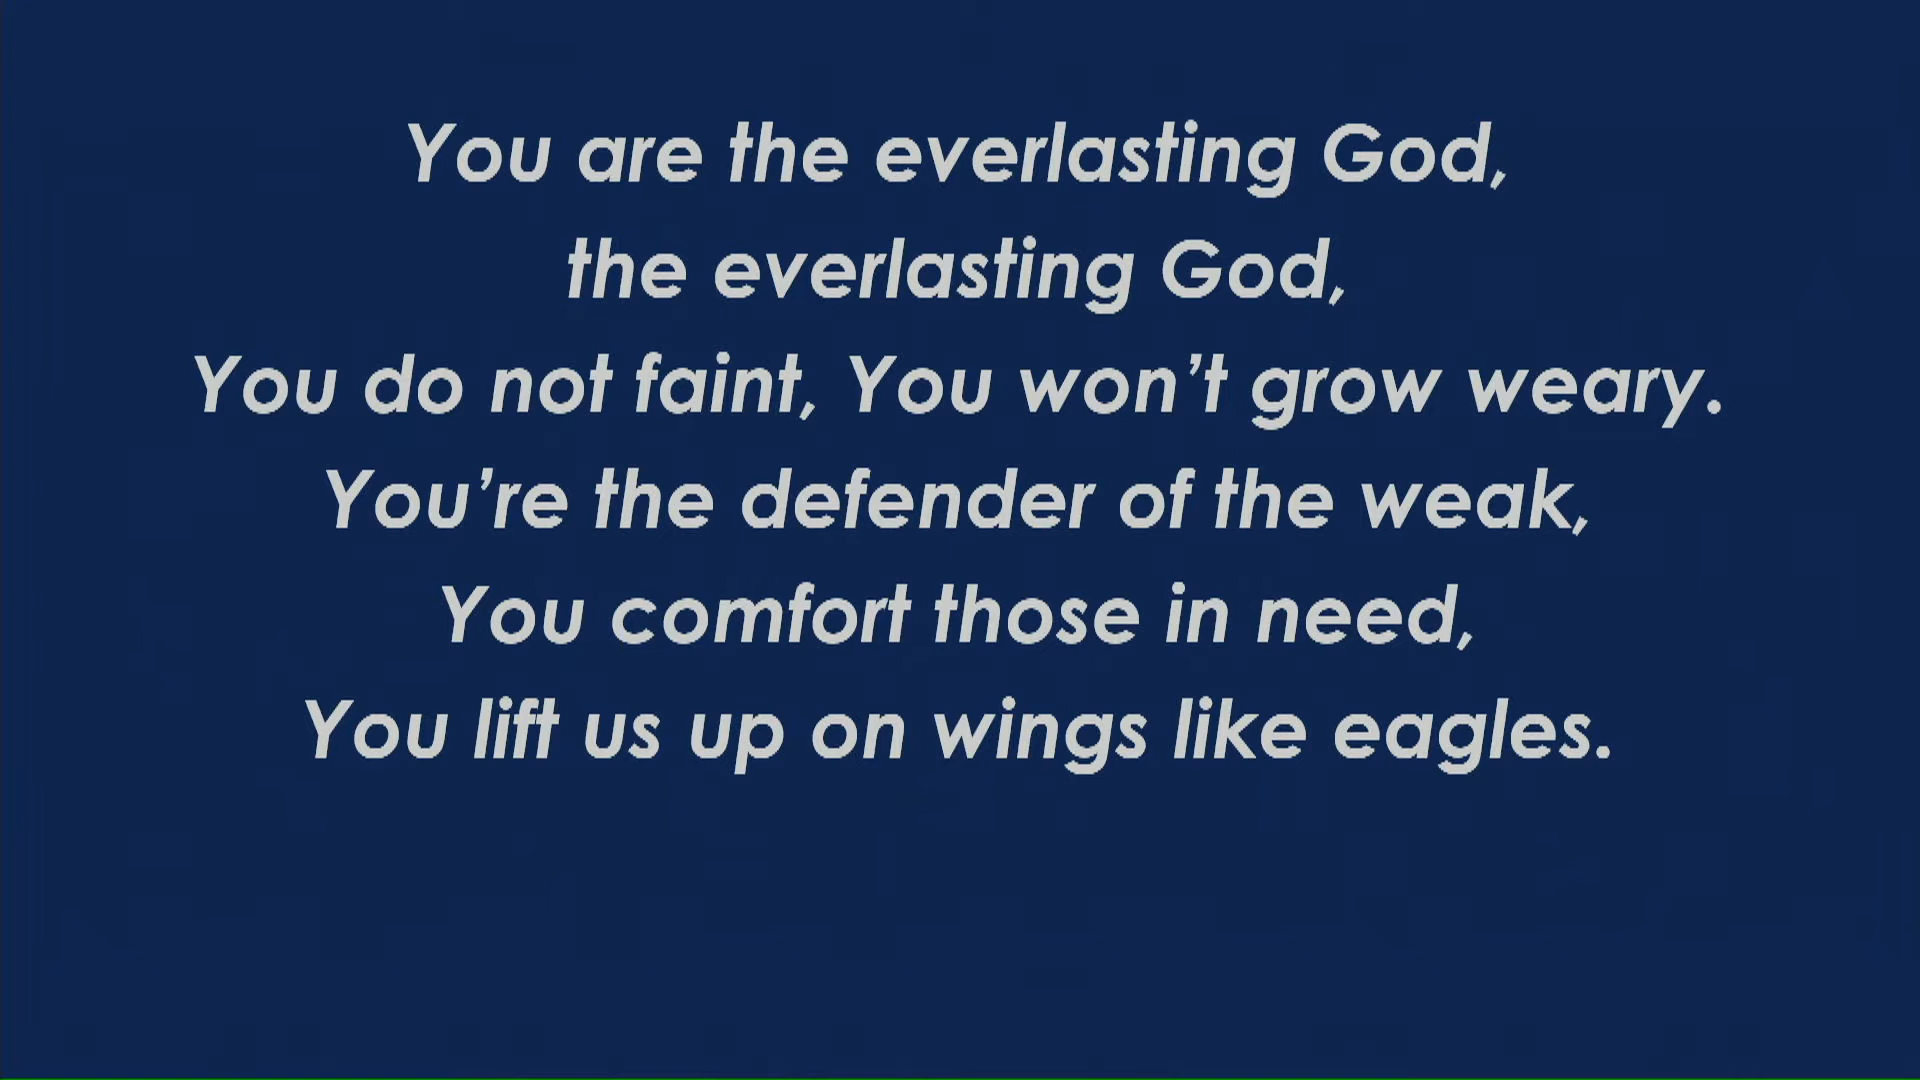 You are the everlasting God,
the everlasting God,
You do not faint, You won’t grow weary.
You’re the defender of the weak,
You comfort those in need,
You lift us up on wings like eagles.